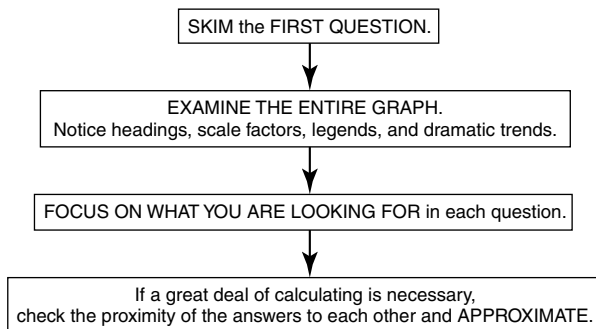 SKIM the FIRST QUESTION.
EXAMINE THE ENTIRE GRAPH.
Notice headings, scale factors, legends, and dramatic trends.
FOCUS ON WHAT YOU ARE LOOKING FOR in each question.
If a great deal of calculating is necessary,
check the proximity of the answers to each other and APPROXIMATE.